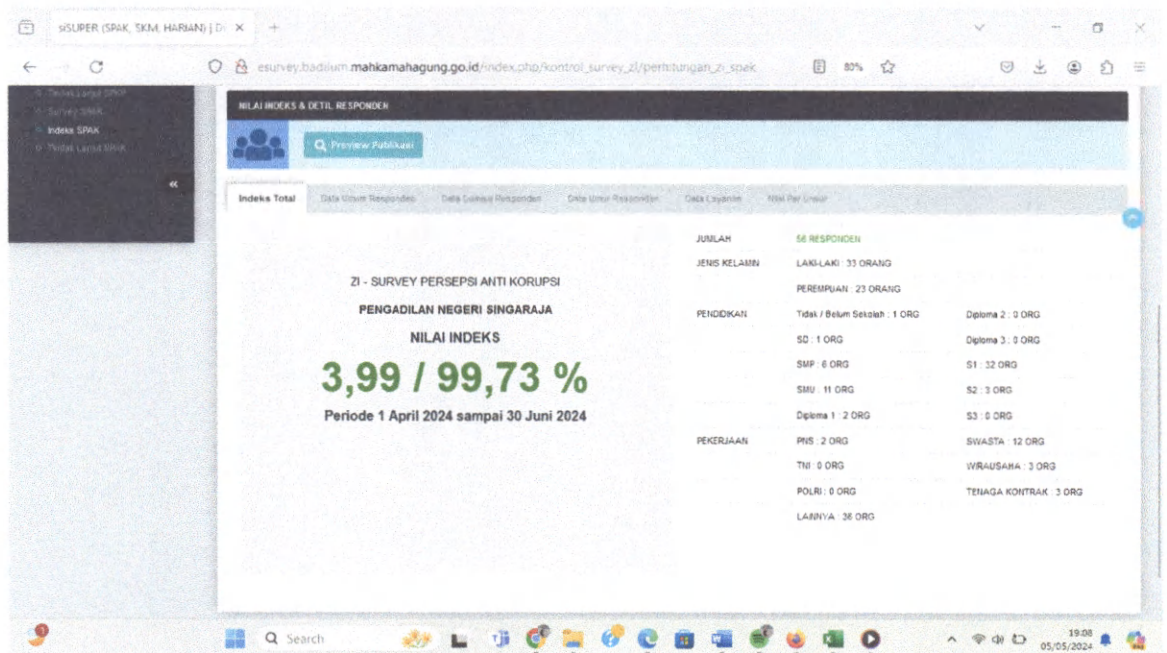 siSUPER (SPAK, SKM, HARIAN) | Di
esurvey.badilum.mahkamahagung.go.id/index.php/kontrol_survey_zi/perhitungan_zi_spak
80%
Survey SPAK
Indeks SPAK
Tindak Lanjut SPAK
NILAI INDEKS & DETIL RESPONDEN
Preview Publikasi
Indeks Total
Data Umum Responden
Data Umur Responden
Data Layanan
Nilai Per Unsur
ZI - SURVEY PERSEPSI ANTI KORUPSI
PENGADILAN NEGERI SINGARAJA
NILAI INDEKS
3,99 / 99,73 %
Periode 1 April 2024 sampai 30 Juni 2024
JUMLAH 56 RESPONDEN
JENIS KELAMIN LAKI-LAKI : 33 ORANG
PEREMPUAN : 23 ORANG
PENDIDIKAN Tidak / Belum Sekolah : 1 ORG Diploma 2 : 0 ORG
SD : 1 ORG Diploma 3 : 0 ORG
SMP : 6 ORG S1 : 32 ORG
SMU : 11 ORG S2 : 3 ORG
Diploma 1 : 2 ORG S3 : 0 ORG
PEKERJAAN PNS : 2 ORG SWASTA : 12 ORG
TNI : 0 ORG WIRAUSAHA : 3 ORG
POLRI : 0 ORG TENAGA KONTRAK : 3 ORG
LAINNYA : 36 ORG
Search
19:08
05/05/2024